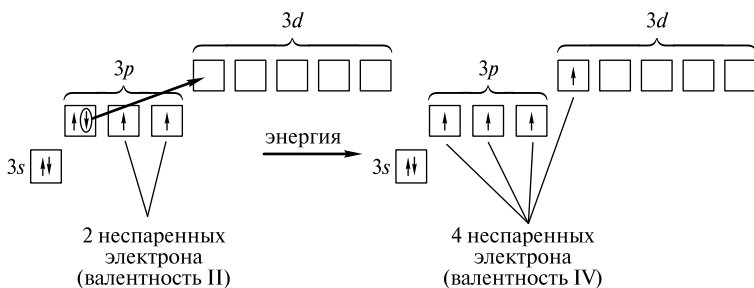 3d
3p
3s
2 неспаренных
электрона
(валентность II)
энергия
3d
3p
3s
4 неспаренных
электрона
(валентность IV)